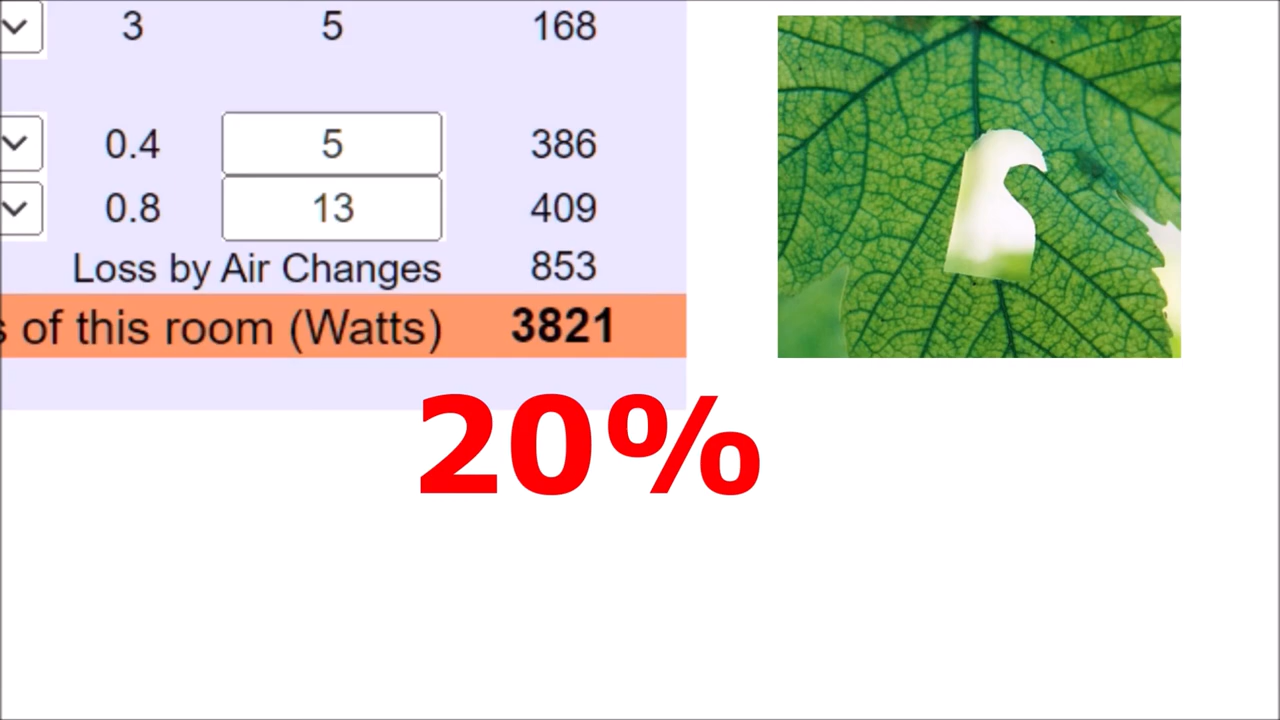 3 5 168
0.4 5 386
0.8 13 409
Loss by Air Changes 853
of this room (Watts) 3821
20%